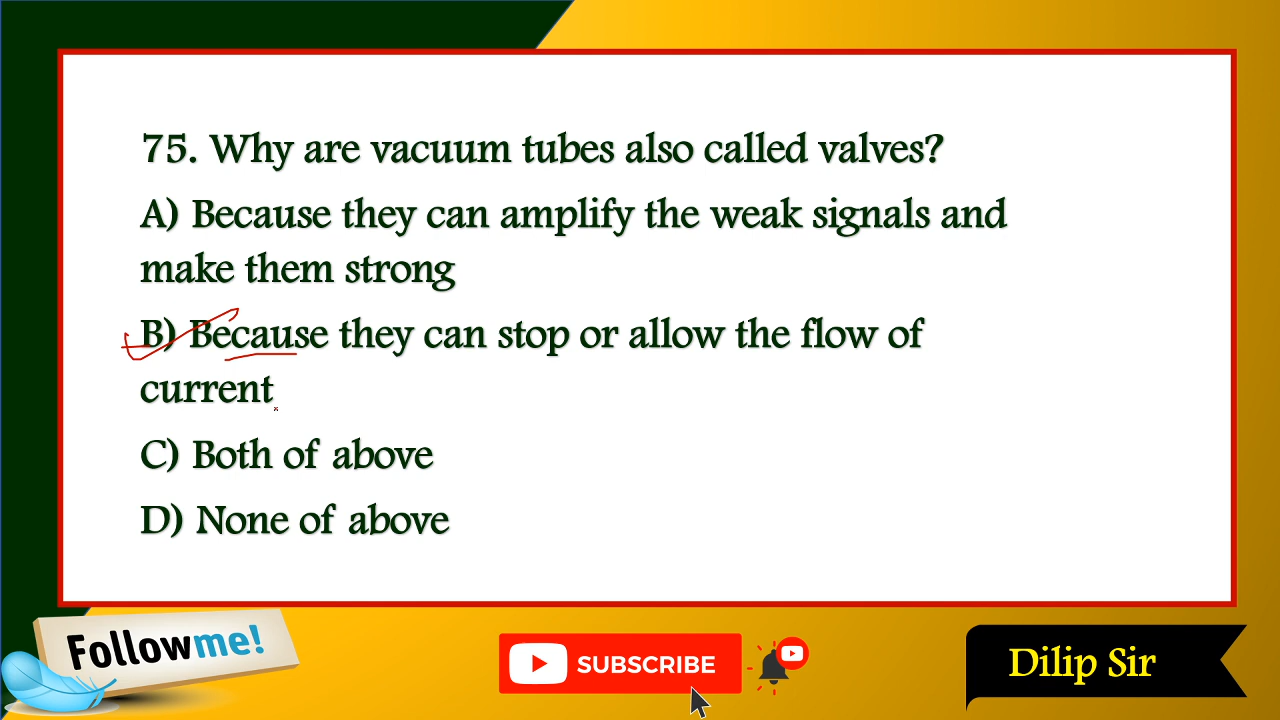 75. Why are vacuum tubes also called valves?
A) Because they can amplify the weak signals and
make them strong
B) Because they can stop or allow the flow of
current
C) Both of above
D) None of above
Followme!
SUBSCRIBE
Dilip Sir